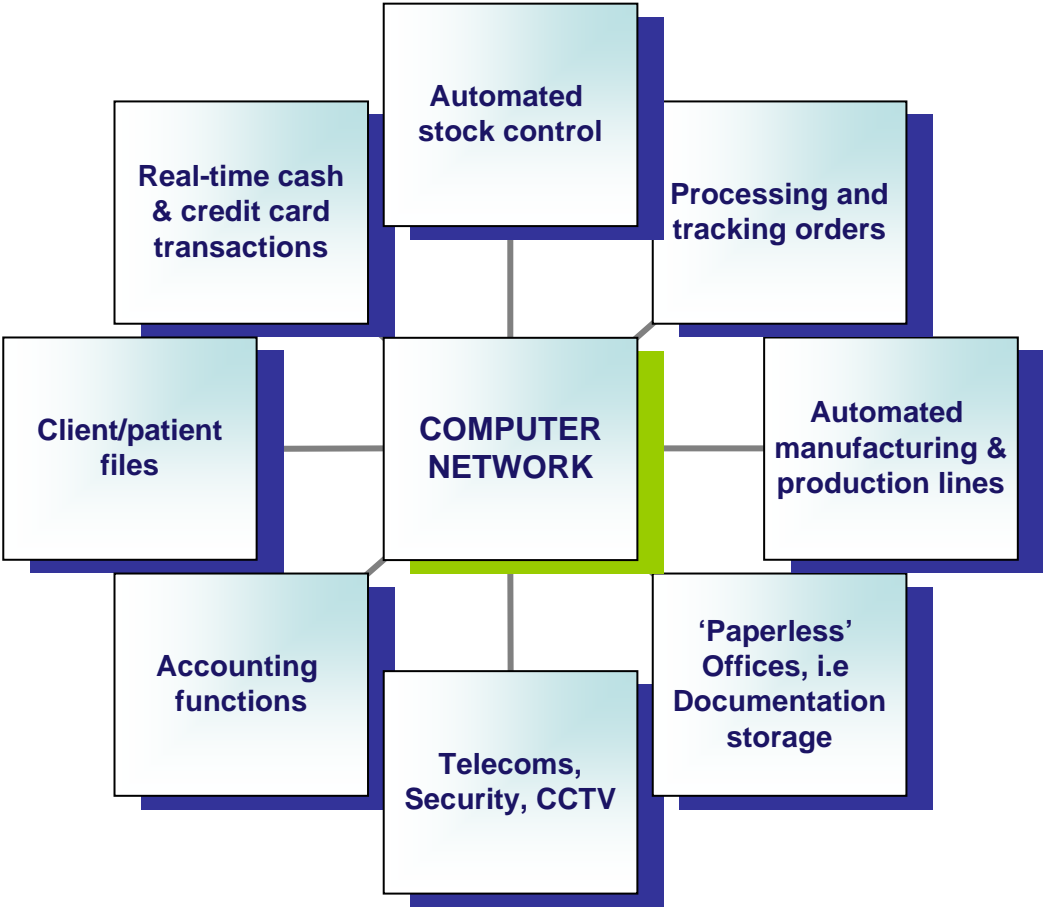 Automated
stock control
Real-time cash
& credit card
transactions
Processing and
tracking orders
Client/patient
files
COMPUTER
NETWORK
Automated
manufacturing &
production lines
Accounting
functions
‘Paperless’
Offices, i.e
Documentation
storage
Telecoms,
Security, CCTV